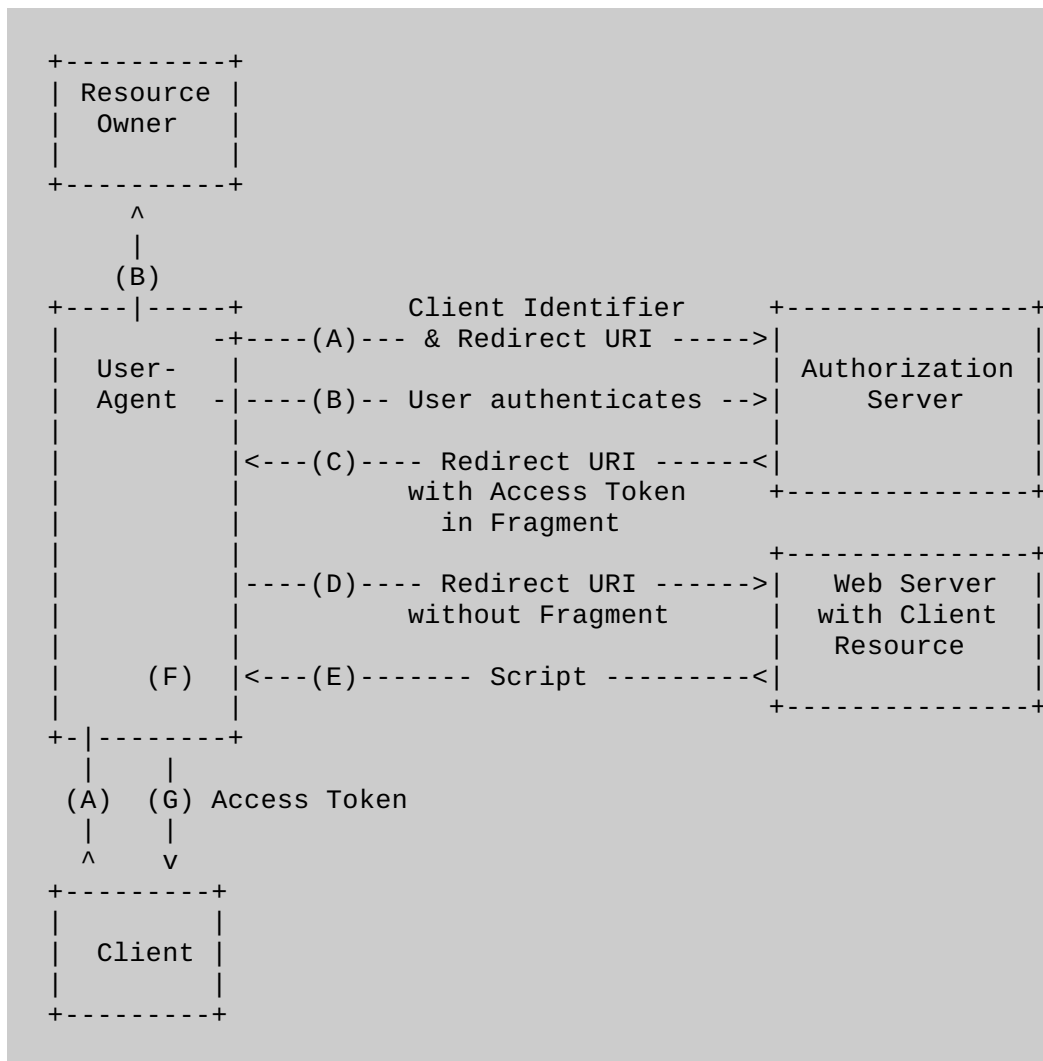 +----------+
| Resource |
|  Owner   |
|          |
+----------+
     ^
     |
    (B)
+----|-----+          Client Identifier     +---------------+
|         -+----(A)--- & Redirect URI ----->|               |
|  User-   |                                | Authorization |
|  Agent  -|----(B)-- User authenticates -->|     Server    |
|          |                                |               |
|          |<---(C)---- Redirect URI ------<|               |
|          |          with Access Token     +---------------+
|          |            in Fragment
|          |                                +---------------+
|          |----(D)---- Redirect URI ------>|   Web Server  |
|          |          without Fragment      |  with Client  |
|          |                                |   Resource    |
|     (F)  |<---(E)------- Script ---------<|               |
|          |                                +---------------+
+-|--------+
  |    |
 (A)  (G) Access Token
  |    |
  ^    v
+---------+
|         |
|  Client |
|         |
+---------+